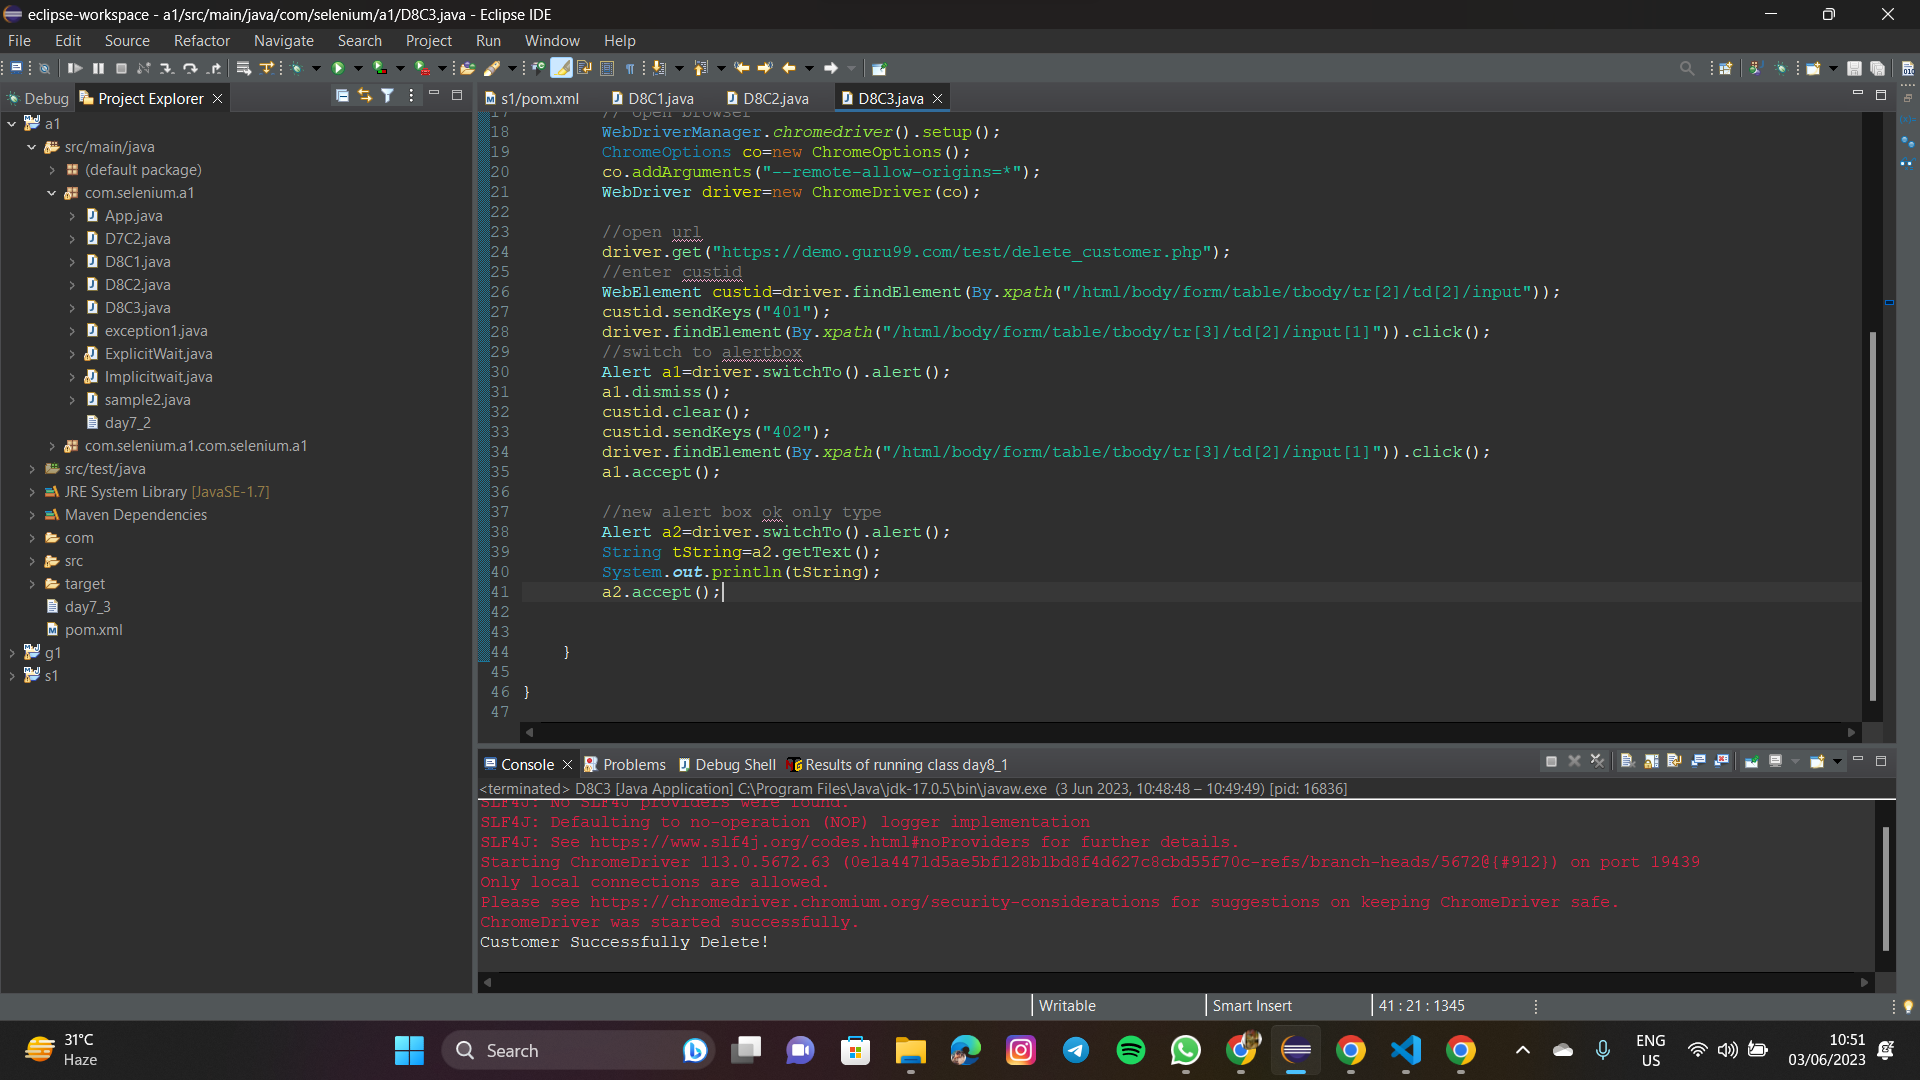 eclipse-workspace - a1/src/main/java/com/selenium/a1/D8C3.java - Eclipse IDE
File Edit Source Refactor Navigate Search Project Run Window Help
Debug Project Explorer
s1/pom.xml D8C1.java D8C2.java D8C3.java
a1
src/main/java
(default package)
com.selenium.a1
App.java
D7C2.java
D8C1.java
D8C2.java
D8C3.java
exception1.java
ExplicitWait.java
Implicitwait.java
sample2.java
day7_2
com.selenium.a1.com.selenium.a1
src/test/java
JRE System Library [JavaSE-1.7]
Maven Dependencies
com
src
target
day7_3
pom.xml
g1
s1
17 // open browser
18 WebDriverManager.chromedriver().setup();
19 ChromeOptions co=new ChromeOptions();
20 co.addArguments("--remote-allow-origins=*");
21 WebDriver driver=new ChromeDriver(co);
22
23 //open url
24 driver.get("https://demo.guru99.com/test/delete_customer.php");
25 //enter custid
26 WebElement custid=driver.findElement(By.xpath("/html/body/form/table/tbody/tr[2]/td[2]/input"));
27 custid.sendKeys("401");
28 driver.findElement(By.xpath("/html/body/form/table/tbody/tr[3]/td[2]/input[1]")).click();
29 //switch to alertbox
30 Alert a1=driver.switchTo().alert();
31 a1.dismiss();
32 custid.clear();
33 custid.sendKeys("402");
34 driver.findElement(By.xpath("/html/body/form/table/tbody/tr[3]/td[2]/input[1]")).click();
35 a1.accept();
36
37 //new alert box ok only type
38 Alert a2=driver.switchTo().alert();
39 String tString=a2.getText();
40 System.out.println(tString);
41 a2.accept();
42
43
44 }
45
46 }
47
Console Problems Debug Shell Results of running class day8_1
<terminated> D8C3 [Java Application] C:\Program Files\Java\jdk-17.0.5\bin\javaw.exe (3 Jun 2023, 10:48:48 – 10:49:49) [pid: 16836]
SLF4J: No SLF4J providers were found.
SLF4J: Defaulting to no-operation (NOP) logger implementation
SLF4J: See https://www.slf4j.org/codes.html#noProviders for further details.
Starting ChromeDriver 113.0.5672.63 (0e1a4471d5ae5bf128b1bd8f4d627c8cbd55f70c-refs/branch-heads/5672@{#912}) on port 19439
Only local connections are allowed.
Please see https://chromedriver.chromium.org/security-considerations for suggestions on keeping ChromeDriver safe.
ChromeDriver was started successfully.
Customer Successfully Delete!
Writable Smart Insert 41 : 21 : 1345
31°C
Haze
Search
ENG
US
10:51
03/06/2023